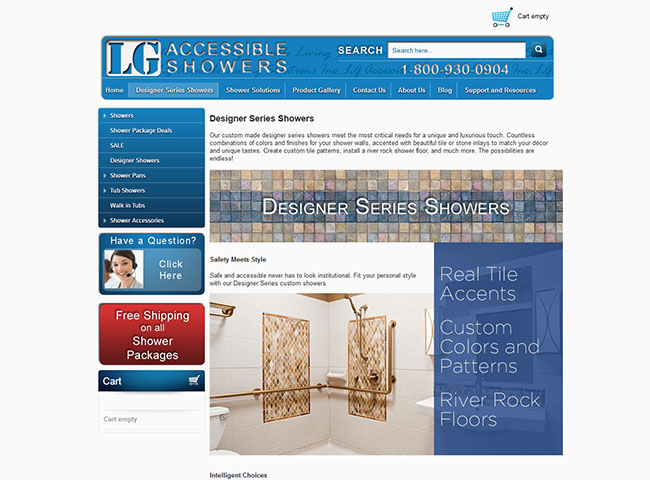 Cart empty
LG ACCESSIBLE
SHOWERS
SEARCH Search here..
1-800-930-0904
Home Designer Series Showers Shower Solutions Product Gallery Contact Us About Us Blog Support and Resources
Showers
Shower Package Deals
SALE
Designer Showers
Shower Pans
Tub Showers
Walk in Tubs
Shower Accessories
Have a Question?
Click
Here
Free Shipping
on all
Shower
Packages
Cart
Cart empty
Designer Series Showers
Our custom made designer series showers meet the most critical needs for a unique and luxurious touch. Countless
combinations of colors and finishes for your shower walls, accented with beautiful tile or stone inlays to match your décor
and unique tastes. Create custom tile patterns, install a river rock shower floor, and much more. The possibilities are
endless!
DESIGNER SERIES SHOWERS
Safety Meets Style
Safe and accessible never has to look institutional. Fit your personal style
with our Designer Series custom showers
Real Tile
Accents
Custom
Colors and
Patterns
River Rock
Floors
Intelligent Choices